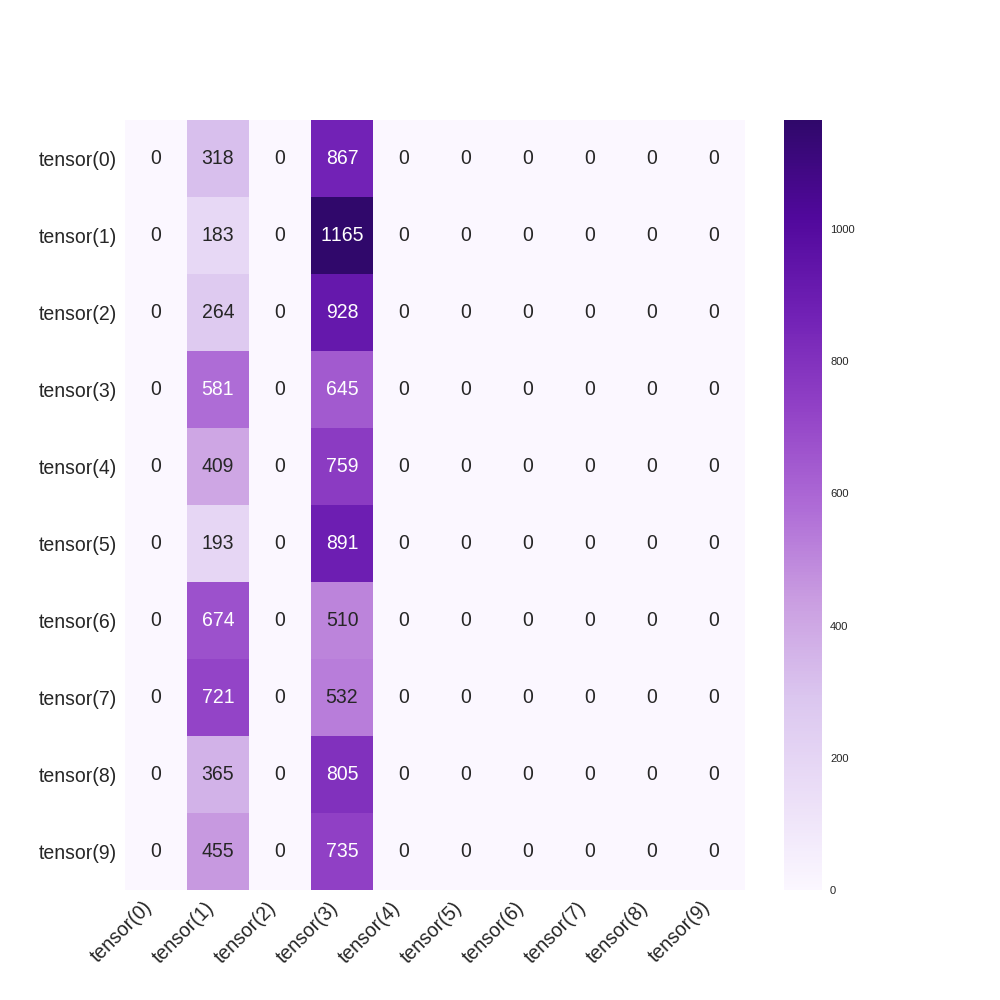 tensor(0) 0 318 0 867 0 0 0 0 0 0
tensor(1) 0 183 0 1165 0 0 0 0 0 0
tensor(2) 0 264 0 928 0 0 0 0 0 0
tensor(3) 0 581 0 645 0 0 0 0 0 0
tensor(4) 0 409 0 759 0 0 0 0 0 0
tensor(5) 0 193 0 891 0 0 0 0 0 0
tensor(6) 0 674 0 510 0 0 0 0 0 0
tensor(7) 0 721 0 532 0 0 0 0 0 0
tensor(8) 0 365 0 805 0 0 0 0 0 0
tensor(9) 0 455 0 735 0 0 0 0 0 0
tensor(0) tensor(1) tensor(2) tensor(3) tensor(4) tensor(5) tensor(6) tensor(7) tensor(8) tensor(9)
1000
800
600
400
200
0